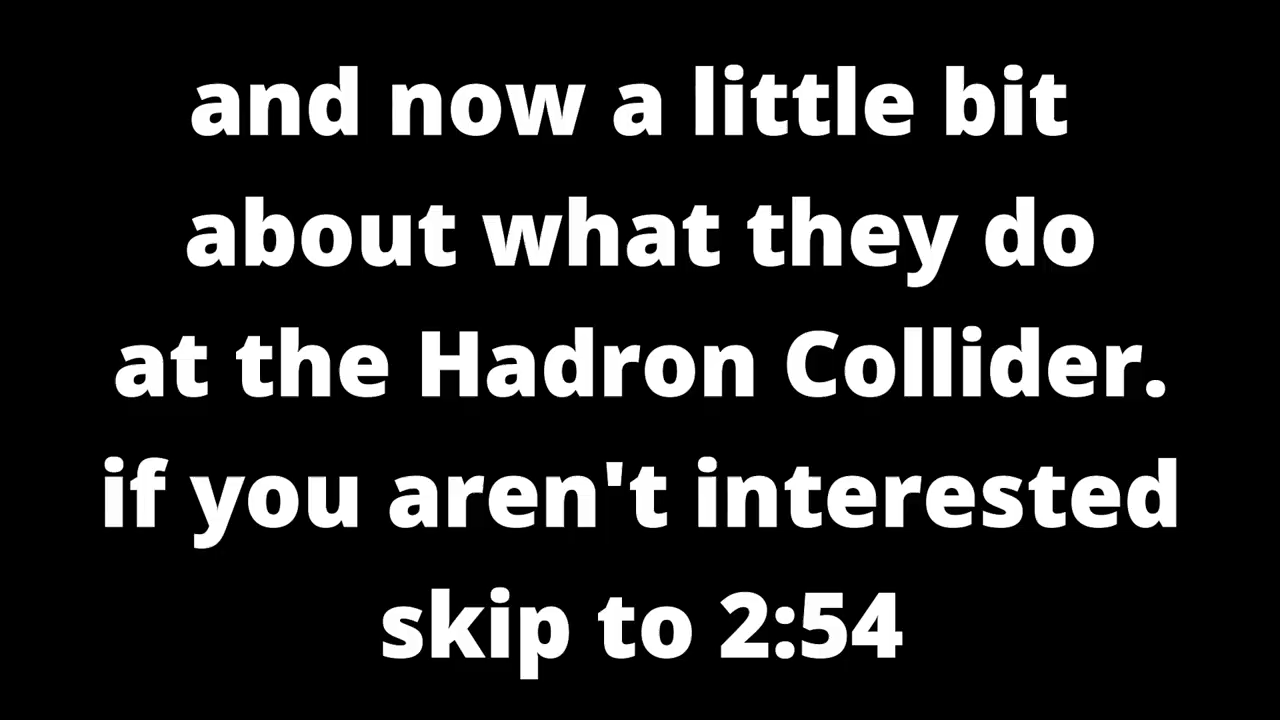 and now a little bit
about what they do
at the Hadron Collider.
if you aren't interested
skip to 2:54